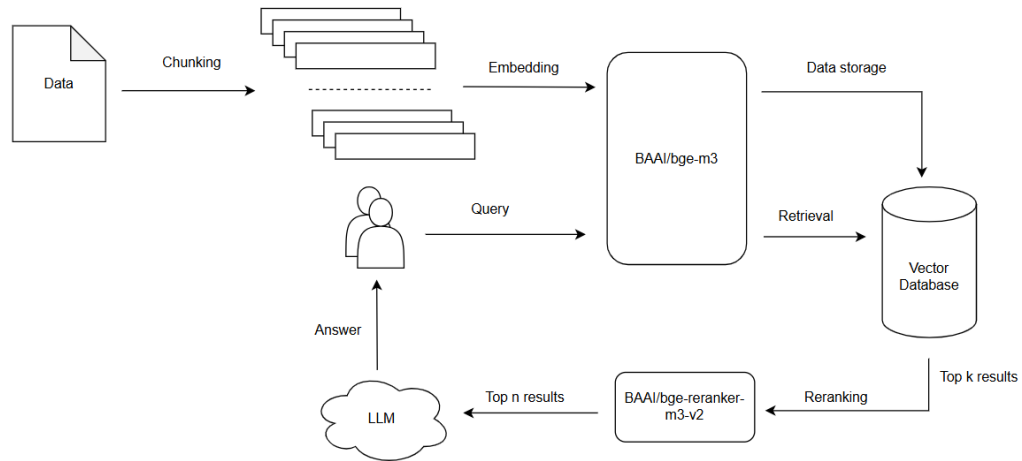 Data
Chunking
Embedding
BAAI/bge-m3
Data storage
Query
Retrieval
Vector
Database
Answer
Top k results
Reranking
BAAI/bge-reranker-
m3-v2
Top n results
LLM